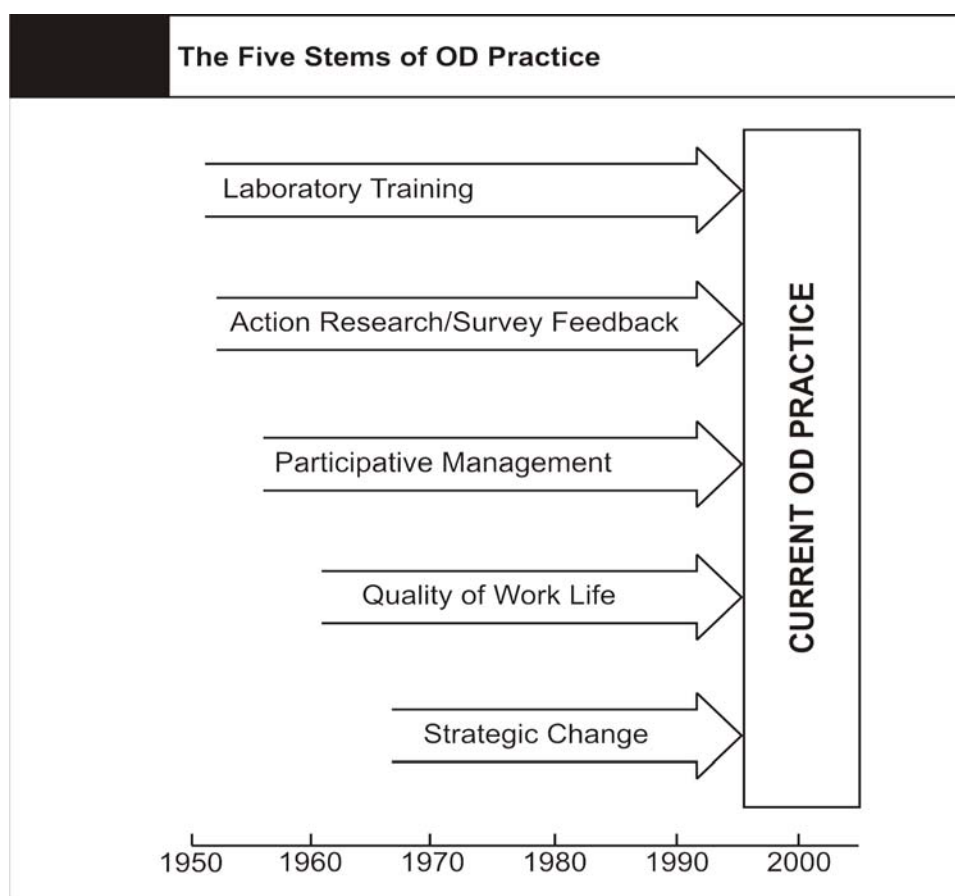 The Five Stems of OD Practice
Laboratory Training
Action Research/Survey Feedback
Participative Management
Quality of Work Life
Strategic Change
CURRENT OD PRACTICE
1950 1960 1970 1980 1990 2000